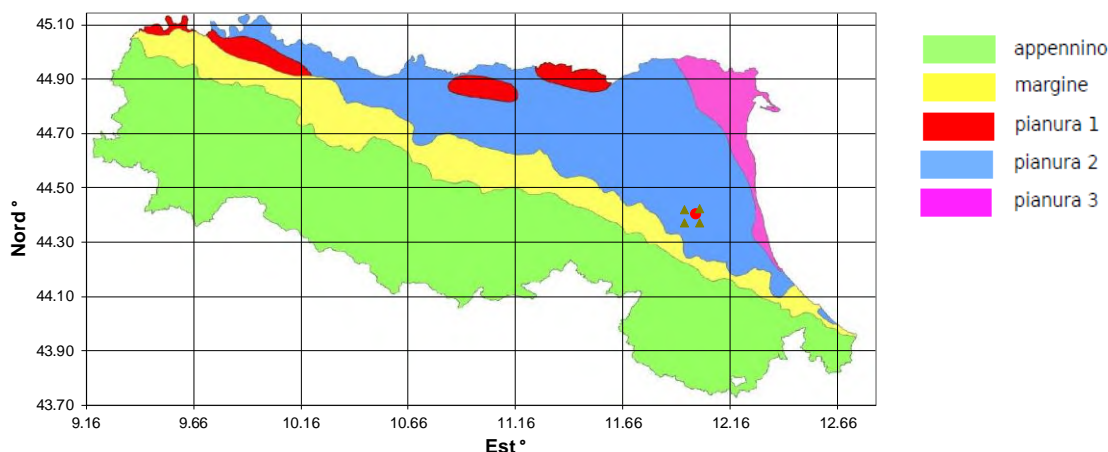 45.10
44.90
44.70
44.50
44.30
44.10
43.90
43.70
Nord°
9.16 9.66 10.16 10.66 11.16 11.66 12.16 12.66
Est°
appennino
margine
pianura 1
pianura 2
pianura 3